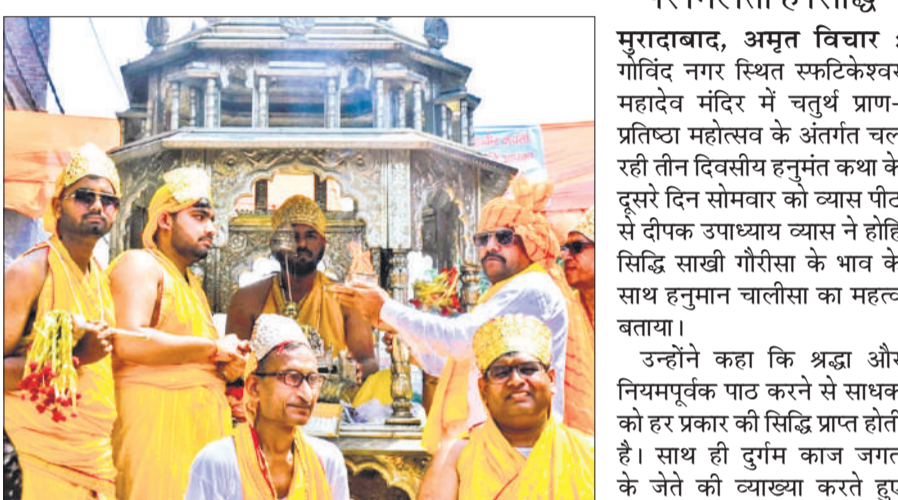 मुरादाबाद, अमृत विचार :
गोविंद नगर स्थित स्फटिकेश्वर
महादेव मंदिर में चतुर्थ प्राण-
प्रतिष्ठा महोत्सव के अंतर्गत चल
रही तीन दिवसीय हनुमंत कथा के
दूसरे दिन सोमवार को व्यास पीठ
से दीपक उपाध्याय व्यास ने होहि
सिद्धि साखी गौरीसा के भाव के
साथ हनुमान चालीसा का महत्व
बताया।
उन्होंने कहा कि श्रद्धा और
नियमपूर्वक पाठ करने से साधक
को हर प्रकार की सिद्धि प्राप्त होती
है। साथ ही दुर्गम काज जगत
के जेते की व्याख्या करते हुए